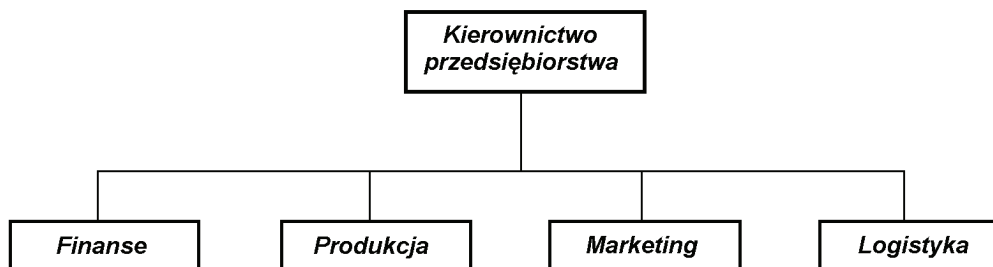 Kierownictwo
przedsiębiorstwa
Finanse
Produkcja
Marketing
Logistyka